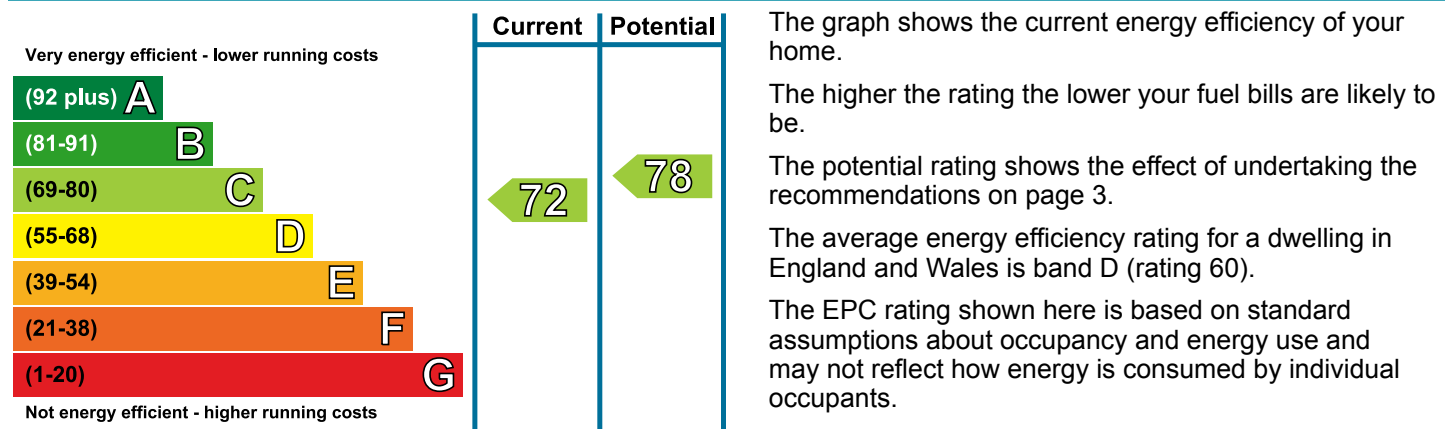 Current Potential
Very energy efficient - lower running costs
(92 plus) A
(81-91) B
(69-80) C
(55-68) D
(39-54) E
(21-38) F
(1-20) G
Not energy efficient - higher running costs
72
78
The graph shows the current energy efficiency of your
home.
The higher the rating the lower your fuel bills are likely to
be.
The potential rating shows the effect of undertaking the
recommendations on page 3.
The average energy efficiency rating for a dwelling in
England and Wales is band D (rating 60).
The EPC rating shown here is based on standard
assumptions about occupancy and energy use and
may not reflect how energy is consumed by individual
occupants.